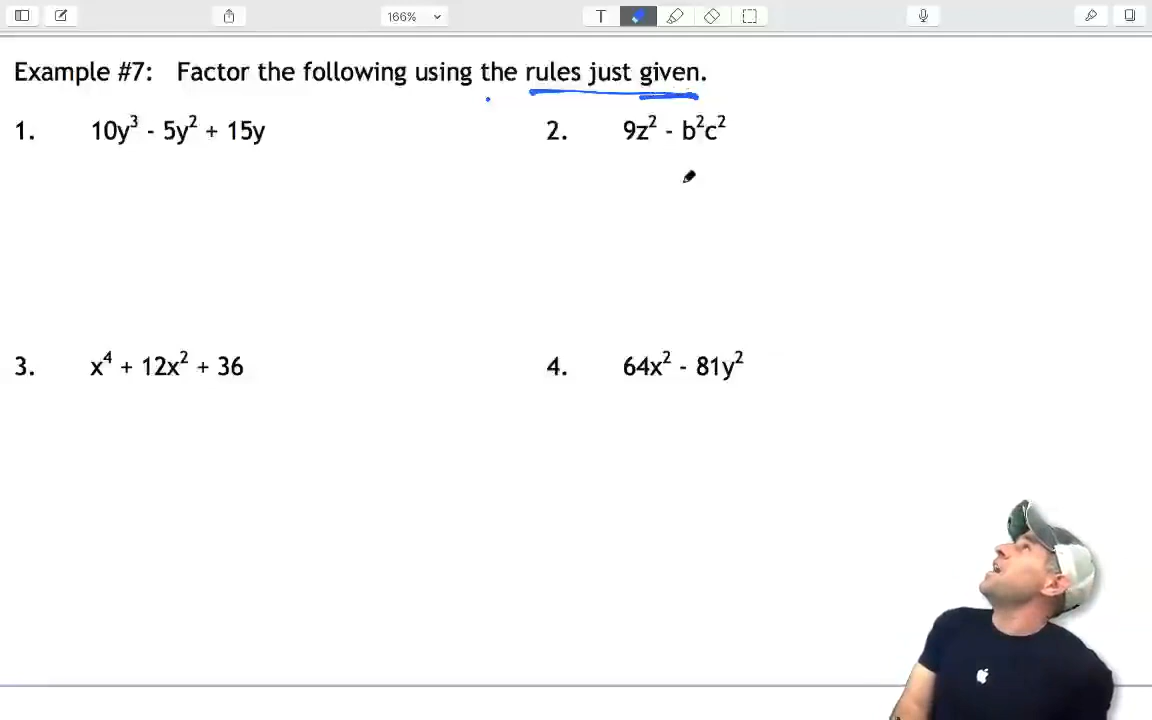 166%
T
Example #7: Factor the following using the rules just given.
1. 10y³ - 5y² + 15y
2. 9z² - b²c²
3. x⁴ + 12x² + 36
4. 64x² - 81y²